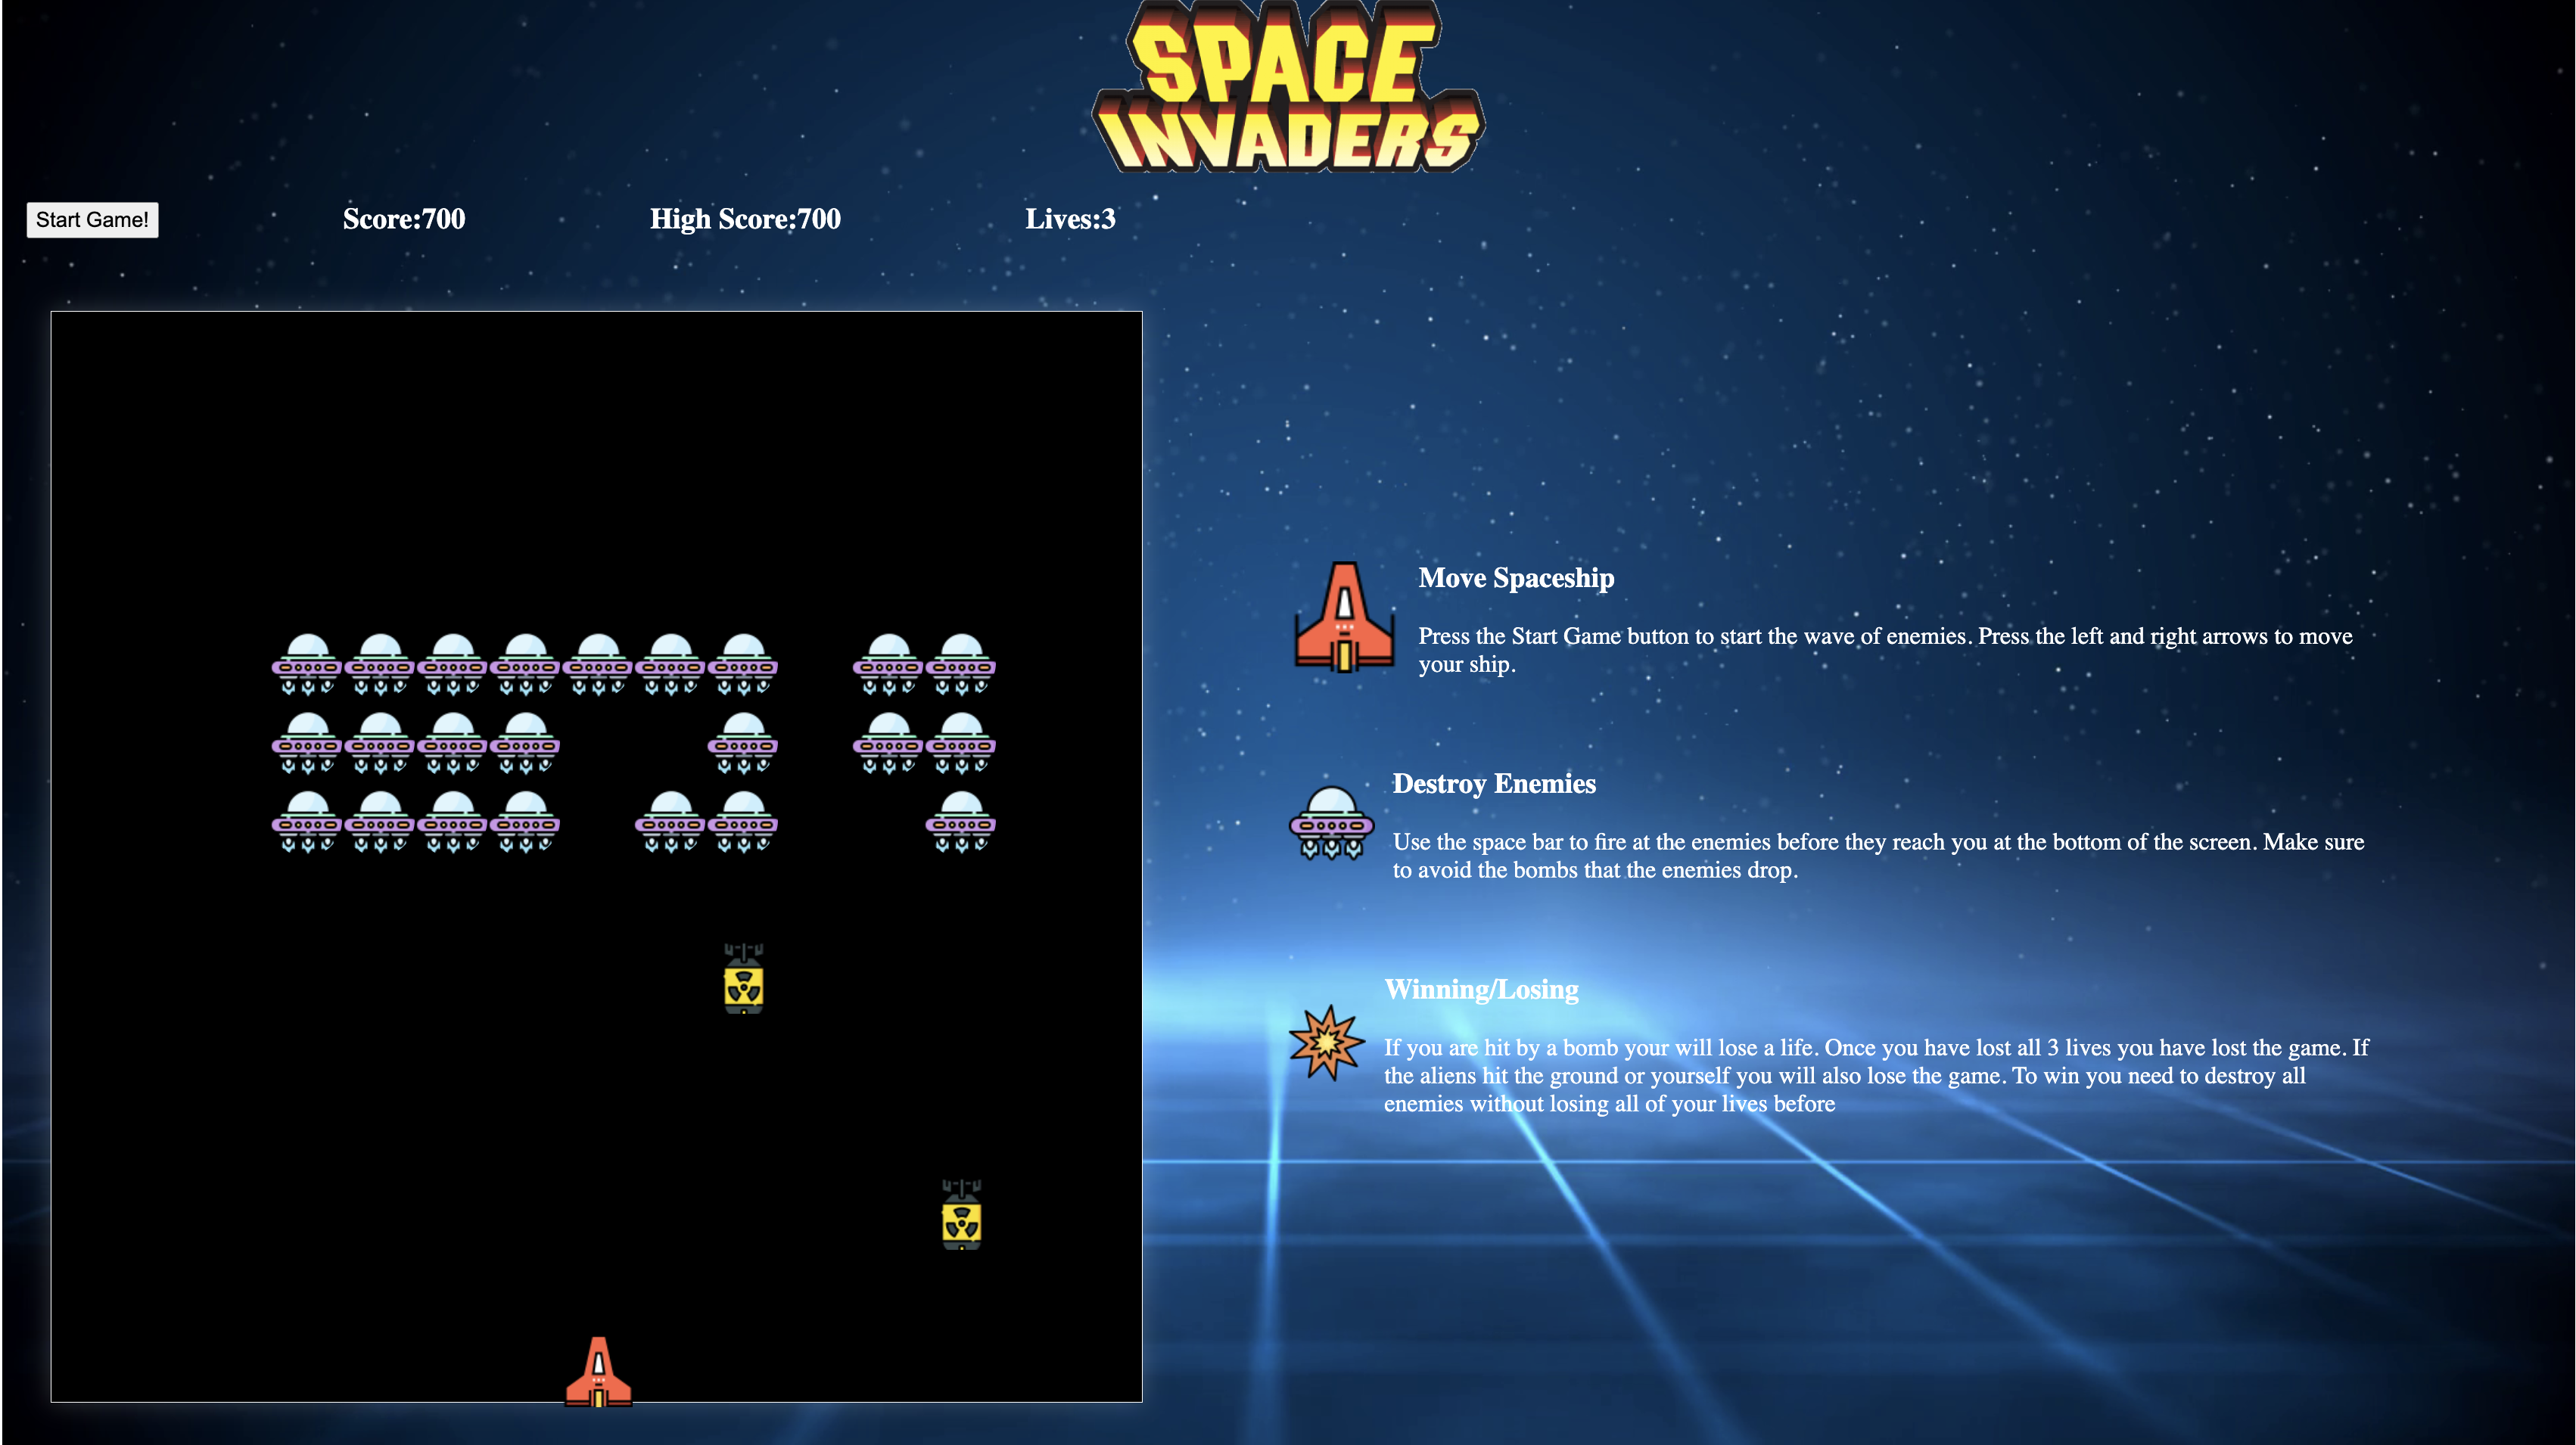 SPACE
INVADERS
Start Game! Score:700 High Score:700 Lives:3
Move Spaceship
Press the Start Game button to start the wave of enemies. Press the left and right arrows to move
your ship.
Destroy Enemies
Use the space bar to fire at the enemies before they reach you at the bottom of the screen. Make sure
to avoid the bombs that the enemies drop.
Winning/Losing
If you are hit by a bomb your will lose a life. Once you have lost all 3 lives you have lost the game. If
the aliens hit the ground or yourself you will also lose the game. To win you need to destroy all
enemies without losing all of your lives before